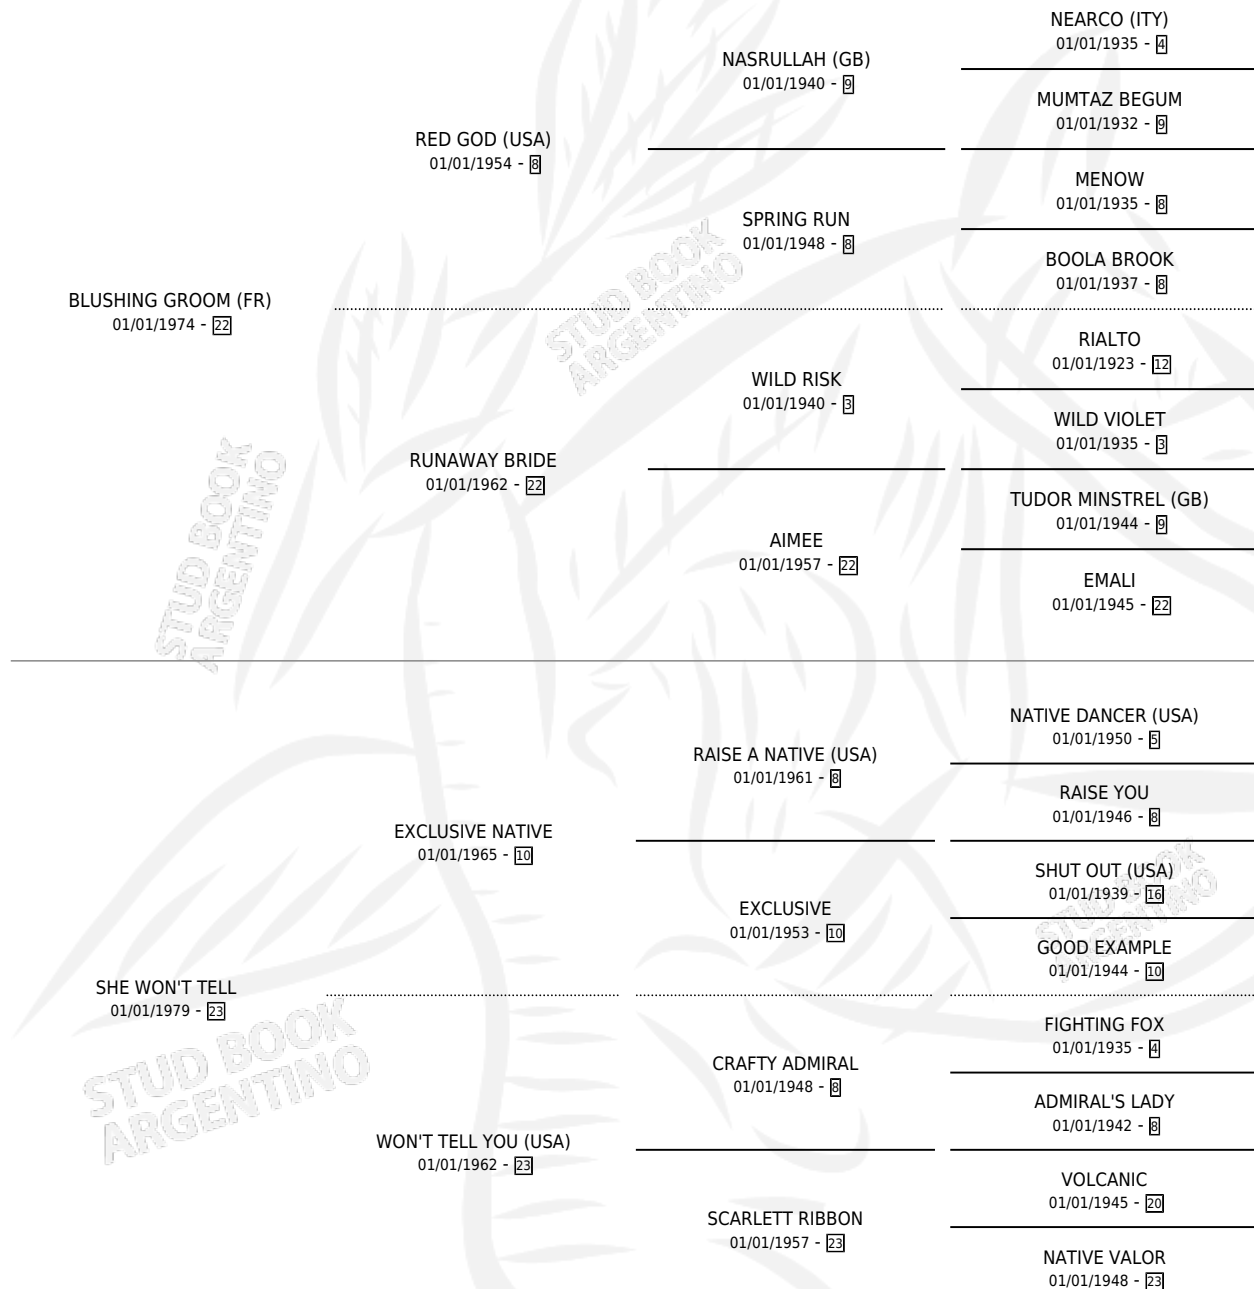 NEARCO (ITY)
01/01/1935 - 4
NASRULLAH (GB)
01/01/1940 - 9
MUMTAZ BEGUM
01/01/1932 - 9
RED GOD (USA)
01/01/1954 - 8
MENOW
01/01/1935 - 8
SPRING RUN
01/01/1948 - 8
BOOLA BROOK
01/01/1937 - 8
BLUSHING GROOM (FR)
01/01/1974 - 22
RIALTO
01/01/1923 - 12
WILD RISK
01/01/1940 - 3
WILD VIOLET
01/01/1935 - 3
RUNAWAY BRIDE
01/01/1962 - 22
TUDOR MINSTREL (GB)
01/01/1944 - 9
AIMEE
01/01/1957 - 22
EMALI
01/01/1945 - 22
NATIVE DANCER (USA)
01/01/1950 - 5
RAISE A NATIVE (USA)
01/01/1961 - 8
RAISE YOU
01/01/1946 - 8
EXCLUSIVE NATIVE
01/01/1965 - 10
SHUT OUT (USA)
01/01/1939 - 16
EXCLUSIVE
01/01/1953 - 10
GOOD EXAMPLE
01/01/1944 - 10
SHE WON'T TELL
01/01/1979 - 23
FIGHTING FOX
01/01/1935 - 4
CRAFTY ADMIRAL
01/01/1948 - 8
ADMIRAL'S LADY
01/01/1942 - 8
WON'T TELL YOU (USA)
01/01/1962 - 23
VOLCANIC
01/01/1945 - 20
SCARLETT RIBBON
01/01/1957 - 23
NATIVE VALOR
01/01/1948 - 23
STUD BOOK
ARGENTINO
STUD BOOK
ARGENTINO
STUD BOOK
ARGENTINO
STUD BOOK
ARGENTINO